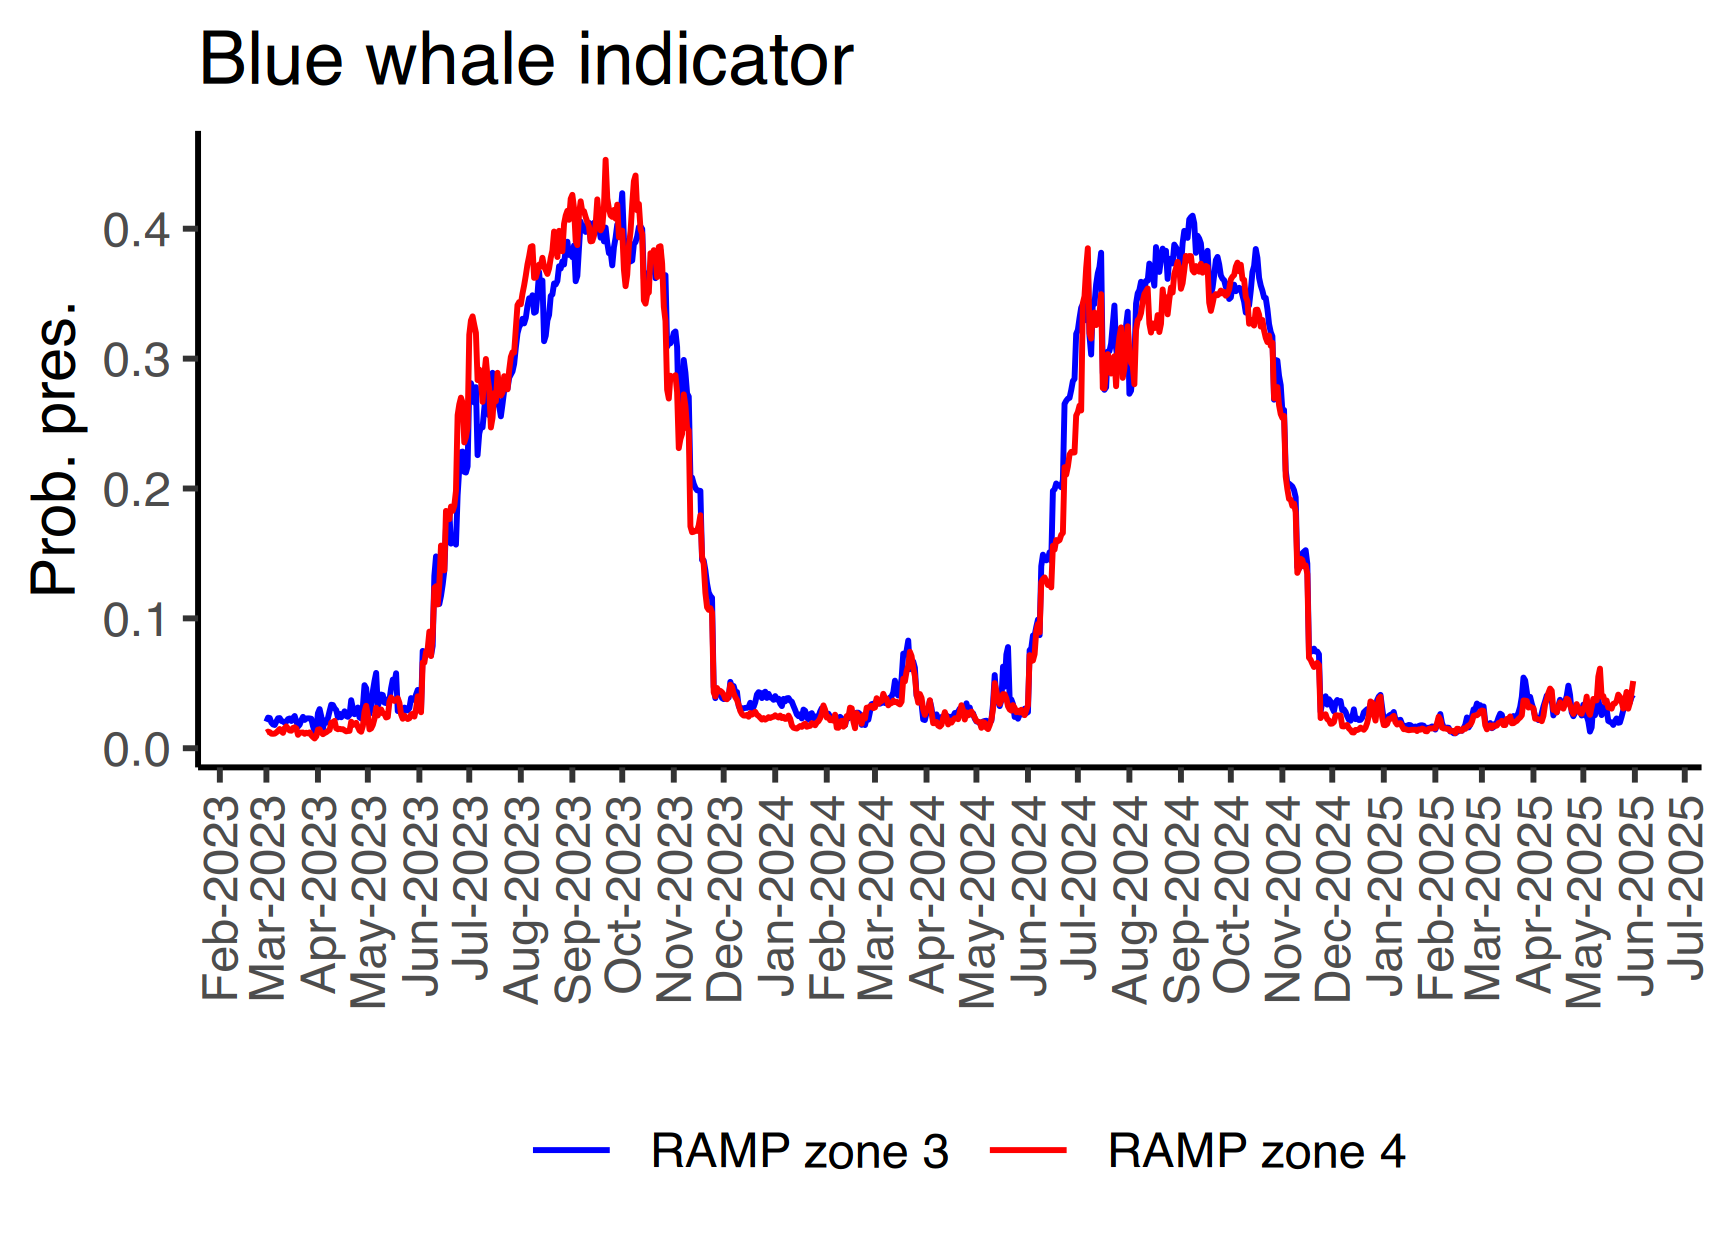 Blue whale indicator
Prob. pres.
0.4
0.3
0.2
0.1
0.0
Feb-2023
Mar-2023
Apr-2023
May-2023
Jun-2023
Jul-2023
Aug-2023
Sep-2023
Oct-2023
Nov-2023
Dec-2023
Jan-2024
Feb-2024
Mar-2024
Apr-2024
May-2024
Jun-2024
Jul-2024
Aug-2024
Sep-2024
Oct-2024
Nov-2024
Dec-2024
Jan-2025
Feb-2025
Mar-2025
Apr-2025
May-2025
Jun-2025
Jul-2025
RAMP zone 3
RAMP zone 4